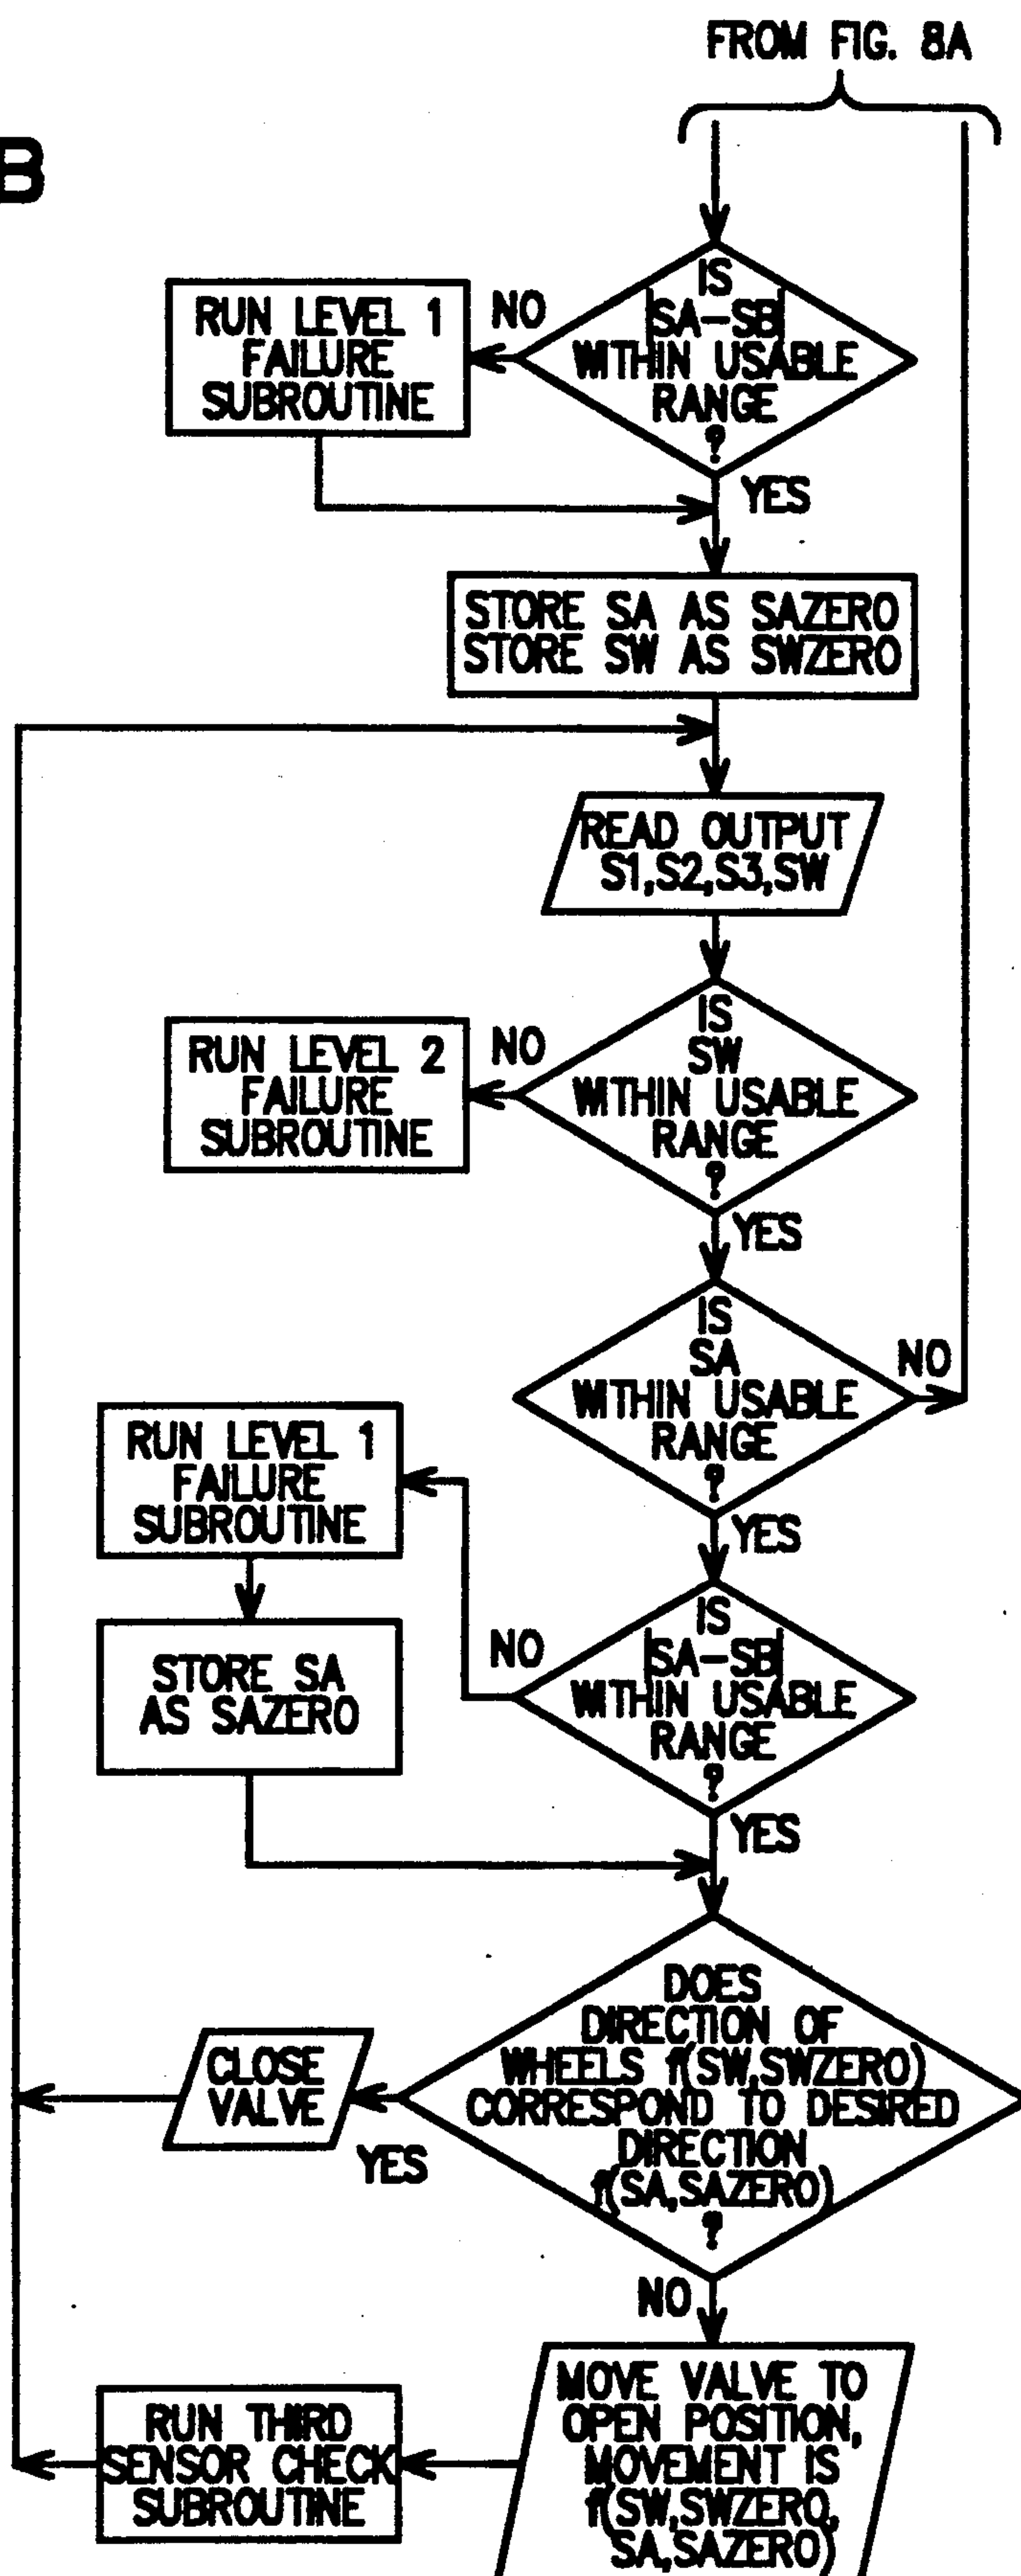 FROM FIG. 8A
B
IS
|SA-SB|
WITHIN USABLE
RANGE
?
NO
RUN LEVEL 1
FAILURE
SUBROUTINE
YES
STORE SA AS SAZERO
STORE SW AS SWZERO
READ OUTPUT
S1,S2,S3,SW
IS
SW
WITHIN USABLE
RANGE
?
NO
RUN LEVEL 2
FAILURE
SUBROUTINE
YES
IS
SA
WITHIN USABLE
RANGE
?
NO
YES
IS
|SA-SB|
WITHIN USABLE
RANGE
?
NO
RUN LEVEL 1
FAILURE
SUBROUTINE
STORE SA
AS SAZERO
YES
DOES
DIRECTION OF
WHEELS f(SW,SWZERO)
CORRESPOND TO DESIRED
DIRECTION
f(SA,SAZERO)
?
YES
CLOSE
VALVE
NO
MOVE VALVE TO
OPEN POSITION,
MOVEMENT IS
f(SW,SWZERO,
SA,SAZERO)
RUN THIRD
SENSOR CHECK
SUBROUTINE